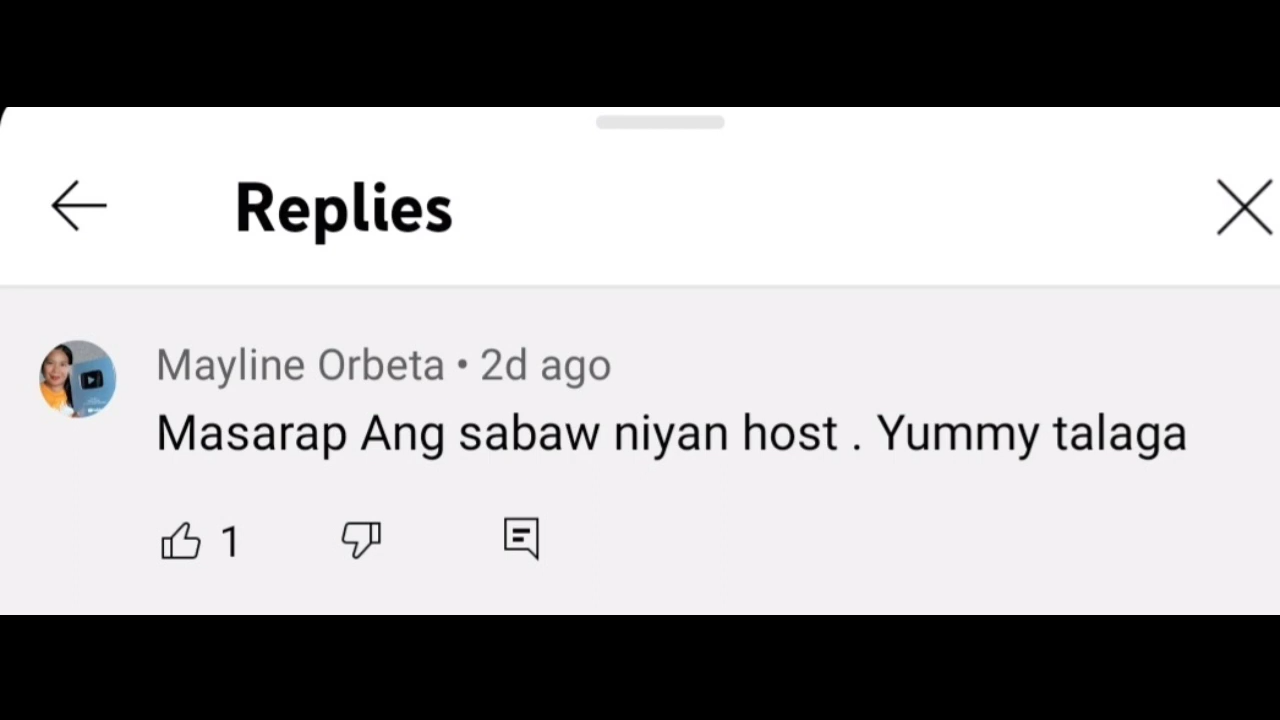 Replies
Mayline Orbeta • 2d ago
Masarap Ang sabaw niyan host . Yummy talaga
1